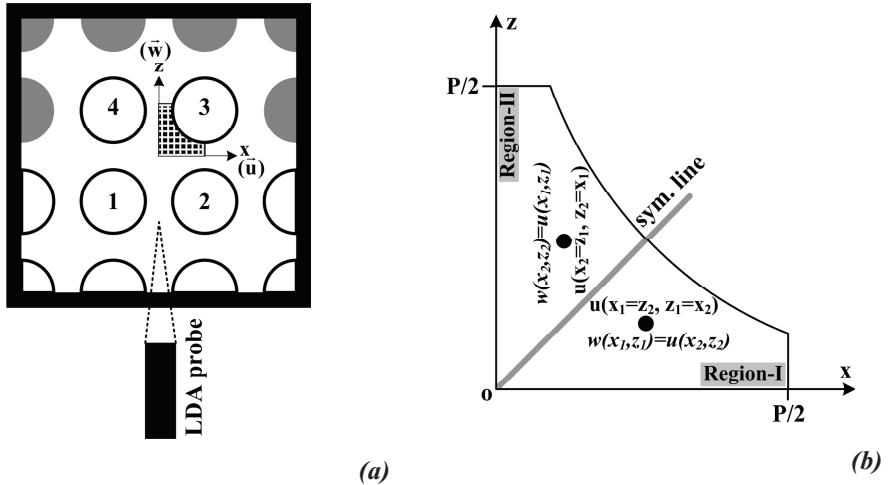 (w⃗)
z
4
3
x
(u⃗)
1
2
LDA probe
(a)
z
P/2
Region-II
w(x₂,z₂)=u(x₁,z₁)
u(x₂=z₁, z₂=x₁)
sym. line
u(x₁=z₂, z₁=x₂)
w(x₁,z₁)=u(x₂,z₂)
Region-I
x
o
P/2
(b)